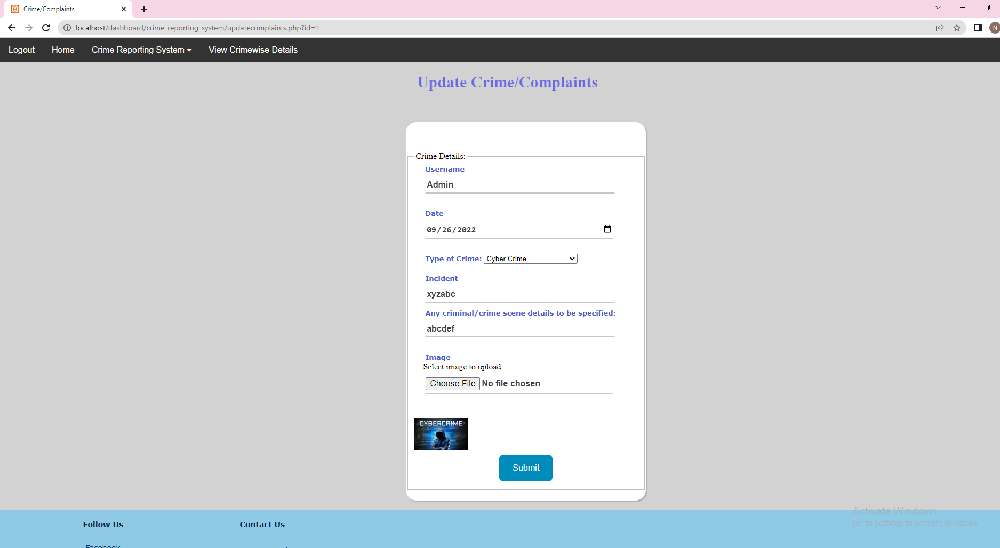 Crime/Complaints
localhost/dashboard/crime_reporting_system/updatecomplaints.php?id=1
N
Logout Home Crime Reporting System View Crimewise Details
Update Crime/Complaints
Crime Details:
Username
Admin
Date
09/26/2022
Type of Crime: Cyber Crime
Incident
xyzabc
Any criminal/crime scene details to be specified:
abcdef
Image
Select image to upload:
Choose File No file chosen
CYBERCRIME
Submit
Activate Windows
Go to Settings to activate Windows.
Follow Us Contact Us
Facebook